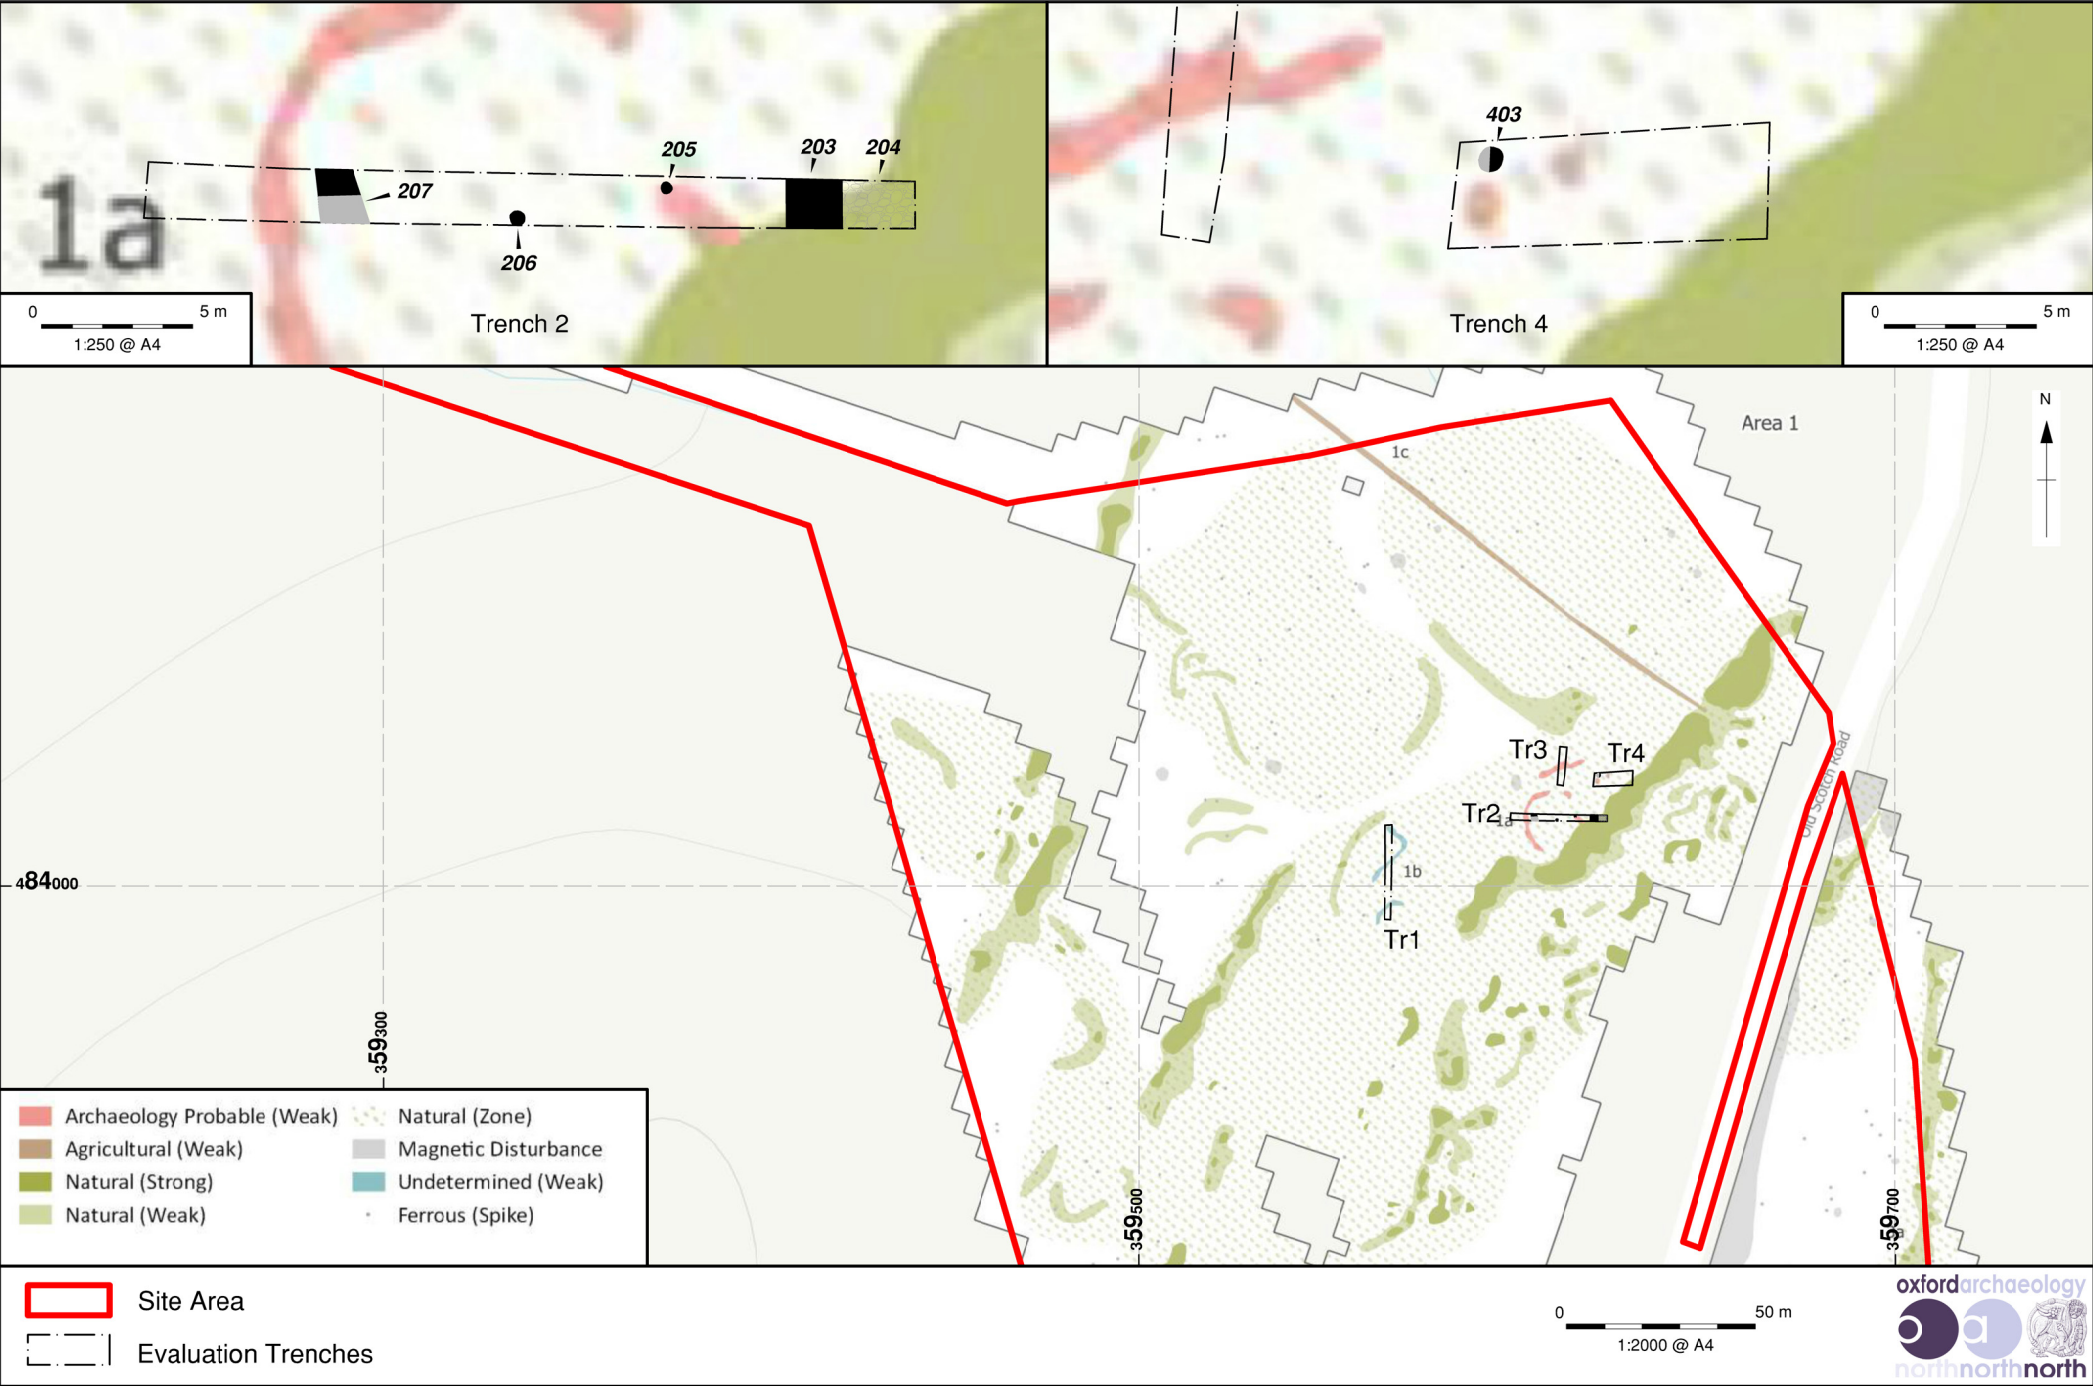 1a
207
206
205
203
204
0 5 m
1:250 @ A4
Trench 2
403
Trench 4
0 5 m
1:250 @ A4
Area 1
N
1c
Old Scotch Road
Tr3
Tr4
Tr2
1a
1b
Tr1
484000
359300
359500
359700
Archaeology Probable (Weak)
Agricultural (Weak)
Natural (Strong)
Natural (Weak)
Natural (Zone)
Magnetic Disturbance
Undetermined (Weak)
Ferrous (Spike)
Site Area
Evaluation Trenches
0 50 m
1:2000 @ A4
oxfordarchaeology
o a
northnorthnorth